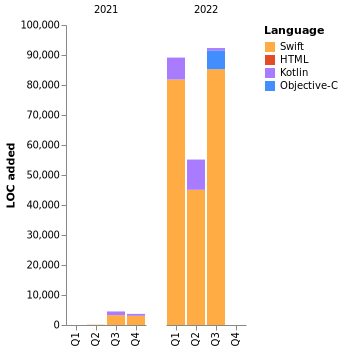 2021 2022
Language
Swift
HTML
Kotlin
Objective-C
LOC added
100,000
90,000
80,000
70,000
60,000
50,000
40,000
30,000
20,000
10,000
0
Q1 Q2 Q3 Q4 Q1 Q2 Q3 Q4